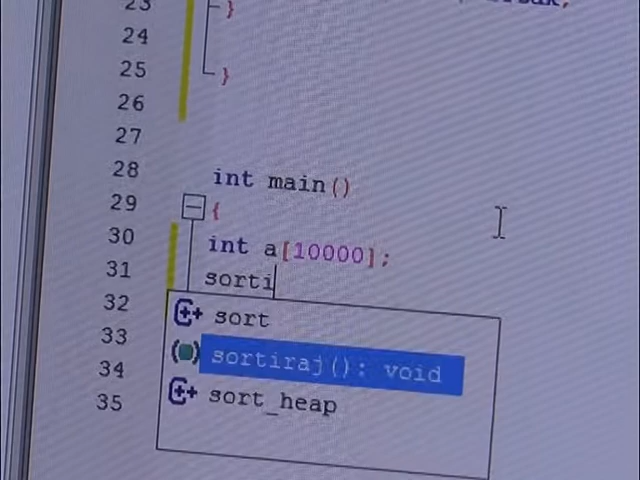 23 }
24
25 }
26
27
28 int main()
29 {
30 int a[10000];
31 sorti
32 sort
33 sortiraj(): void
34 sort_heap
35